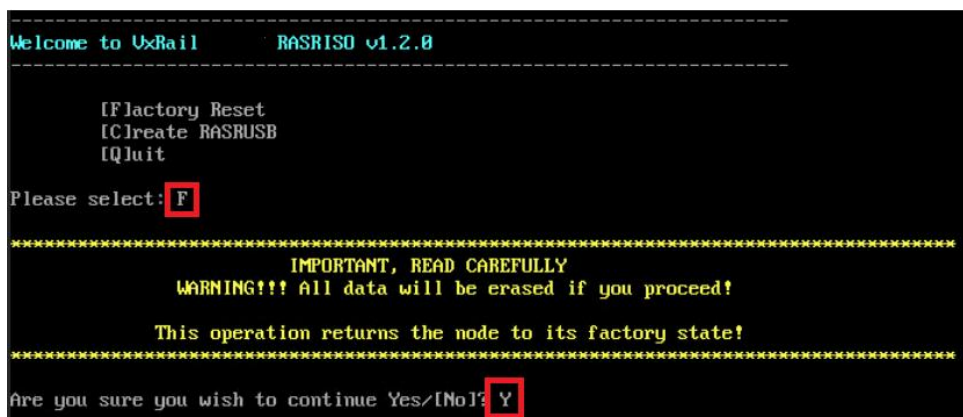 Welcome to VxRail RASRISO v1.2.0
[F]actory Reset
[C]reate RASRUSB
[Q]uit
Please select: F
IMPORTANT, READ CAREFULLY
WARNING!!! All data will be erased if you proceed!
This operation returns the node to its factory state!
Are you sure you wish to continue Yes/[No]? Y